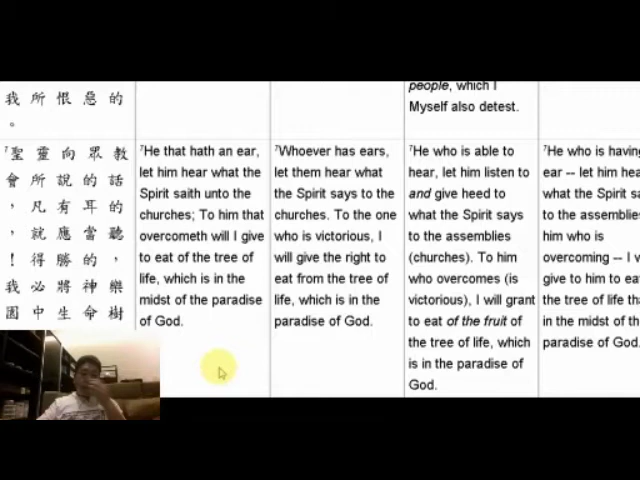 我所恨惡的
。
7聖靈向眾教
會所說的話
，凡有耳的
，就應當聽
！得勝的，
我必將神樂
園中生命樹
7He that hath an ear,
let him hear what the
Spirit saith unto the
churches; To him that
overcometh will I give
to eat of the tree of
life, which is in the
midst of the paradise
of God.
7Whoever has ears,
let them hear what
the Spirit says to the
churches. To the one
who is victorious, I
will give the right to
eat from the tree of
life, which is in the
paradise of God.
people, which I
Myself also detest.
7He who is able to
hear, let him listen to
and give heed to
what the Spirit says
to the assemblies
(churches). To him
who overcomes (is
victorious), I will grant
to eat of the fruit of
the tree of life, which
is in the paradise of
God.
7He who is having
ear -- let him hea
what the Spirit sa
to the assemblies
him who is
overcoming -- I w
give to him to eat
the tree of life tha
in the midst of the
paradise of God.